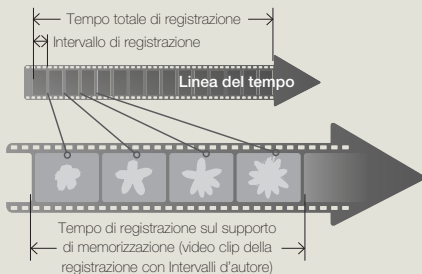 Tempo totale di registrazione
Intervallo di registrazione
Linea del tempo
Tempo di registrazione sul supporto
di memorizzazione (video clip della
registrazione con Intervalli d'autore)